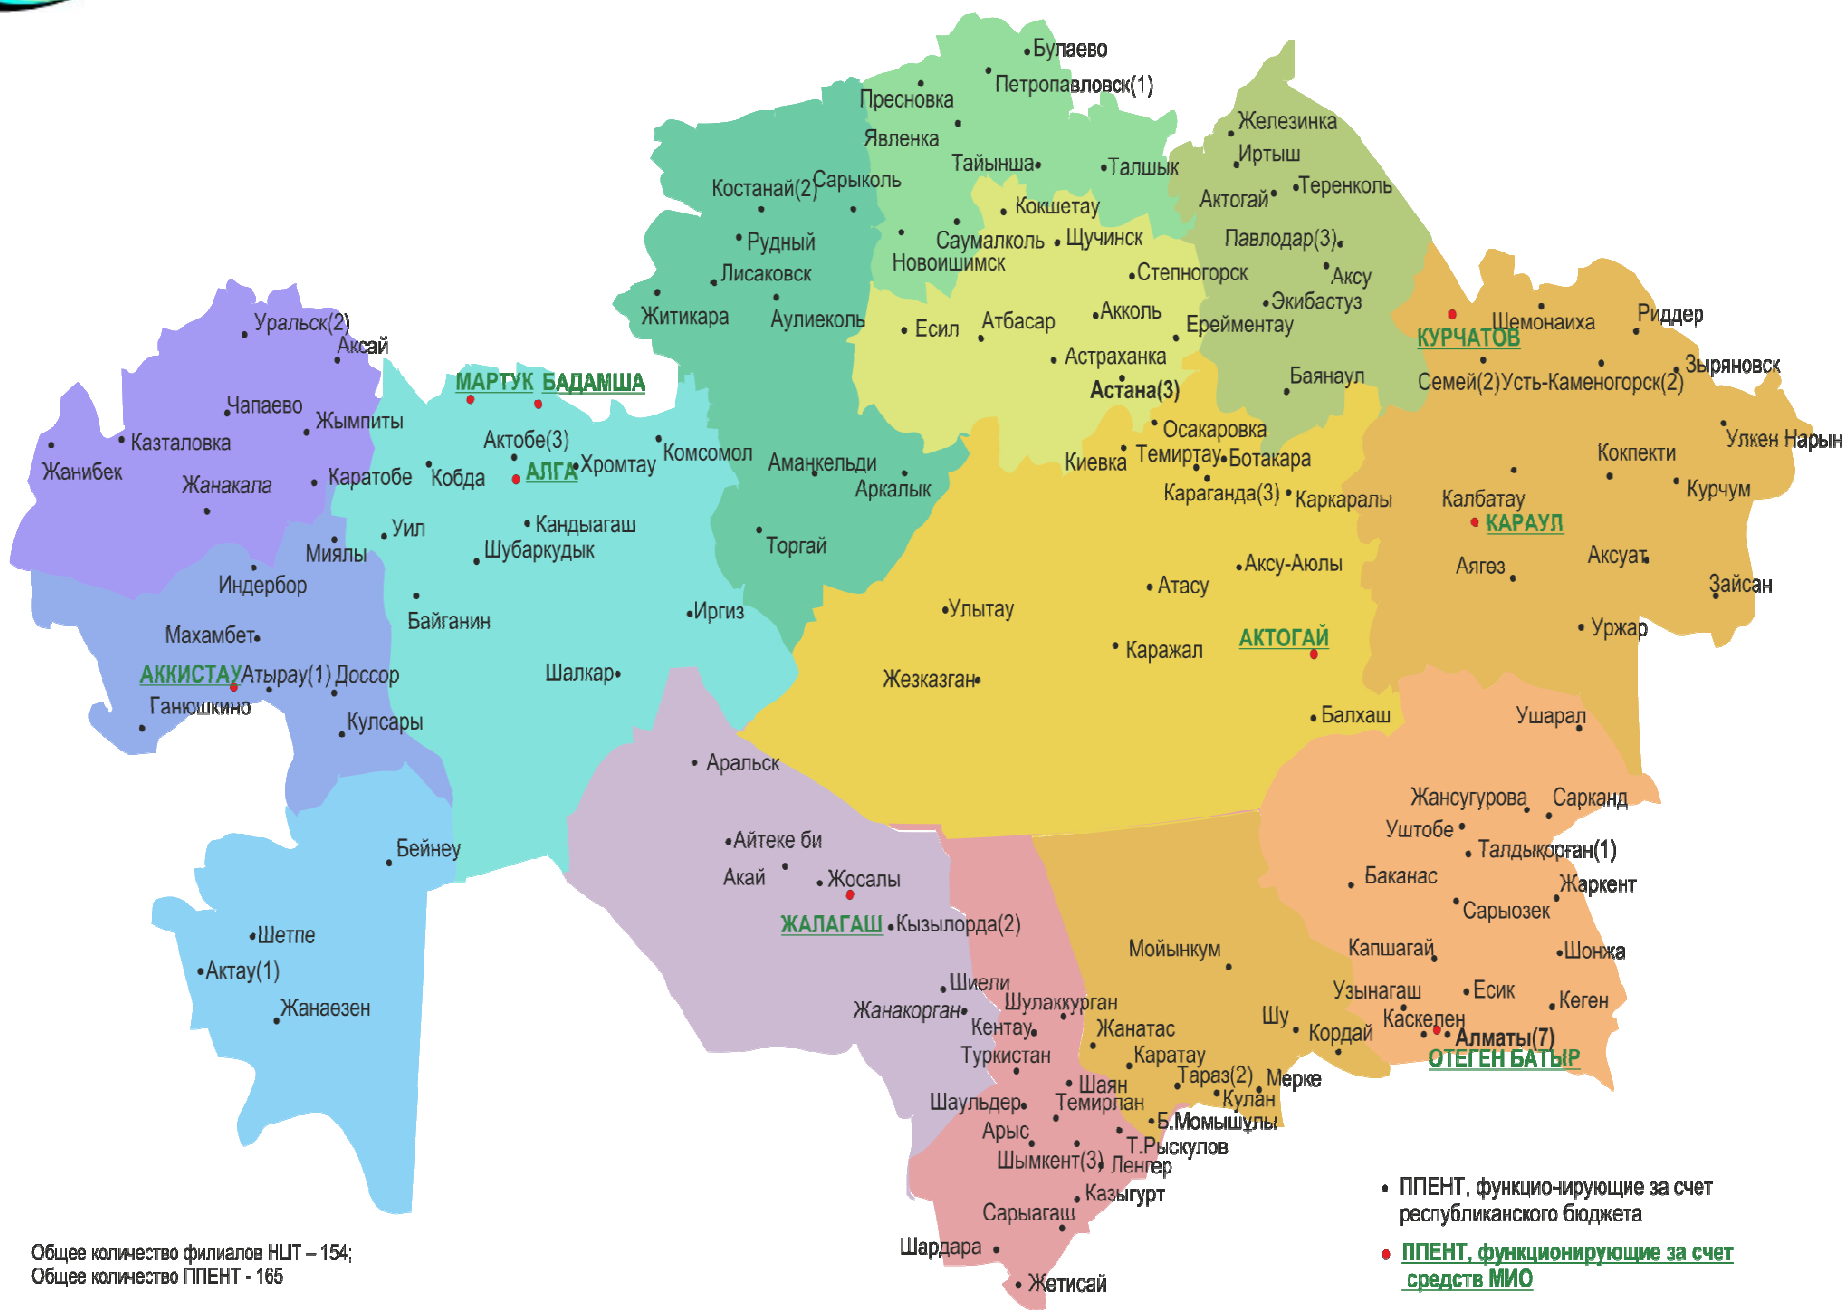 Булаево
Петропавловск(1)
Пресновка
Явленка
Тайынша
Талшык
Железинка
Иртыш
Теренколь
Актогай
Костанай(2)
Сарыколь
Кокшетау
Саумалколь
Щучинск
Павлодар(3)
Рудный
Новоишимск
Лисаковск
Степногорск
Аксу
Экибастуз
Житикара
Аулиеколь
Есил
Атбасар
Акколь
Ерейментау
Уральск(2)
Аксай
Риддер
Шемонаиха
КУРЧАТОВ
Астраханка
Зыряновск
Баянаул
Семей(2)
Усть-Каменогорск(2)
МАРТУК
БАДАМША
Астана(3)
Чапаево
Жымпиты
Казталовка
Осакаровка
Улкен Нарын
Актобе(3)
Комсомол
Жанибек
Хромтау
АЛГА
Аманкельди
Киевка
Темиртау
Ботакара
Кокпекти
Жанакала
Каратобе
Кобда
Аркалык
Караганда(3)
Каркаралы
Калбатау
Курчум
Уил
Кандыагаш
КАРАУЛ
Миялы
Шубаркудык
Торгай
Аксуат
Индербор
Аксу-Аюлы
Аягөз
Атасу
Зайсан
Байганин
Иргиз
Улытау
Уржар
Махамбет
АКТОГАЙ
Каражал
АККИСТАУ
Атырау(1)
Доссор
Шалкар
Жезказган
Ганюшкино
Кулсары
Балхаш
Ушарал
Аральск
Жансугурова
Сарканд
Уштобе
Айтеке би
Бейнеу
Талдықорған(1)
Акай
Жосалы
Баканас
Жаркент
Сарыозек
ЖАЛАГАШ
Кызылорда(2)
Шетпе
Мойынкум
Капшагай
Шонжа
Актау(1)
Шиели
Узынагаш
Есик
Кеген
Жанаөзен
Жанакорган
Шулаккурган
Шу
Каскелен
Кентау
Жанатас
Кордай
Алматы(7)
Туркистан
Каратау
ОТЕГЕН БАТЫР
Тараз(2)
Мерке
Шаян
Кулан
Шаульдер
Темирлан
Б.Момышұлы
Арыс
Т.Рыскулов
Шымкент(3)
Ленгер
Казыгурт
Сарыагаш
Шардара
Жетисай
ППЕНТ, функционирующие за счет
республиканского бюджета
ППЕНТ, функционирующие за счет
средств МИО
Общее количество филиалов НЦТ – 154;
Общее количество ППЕНТ - 165